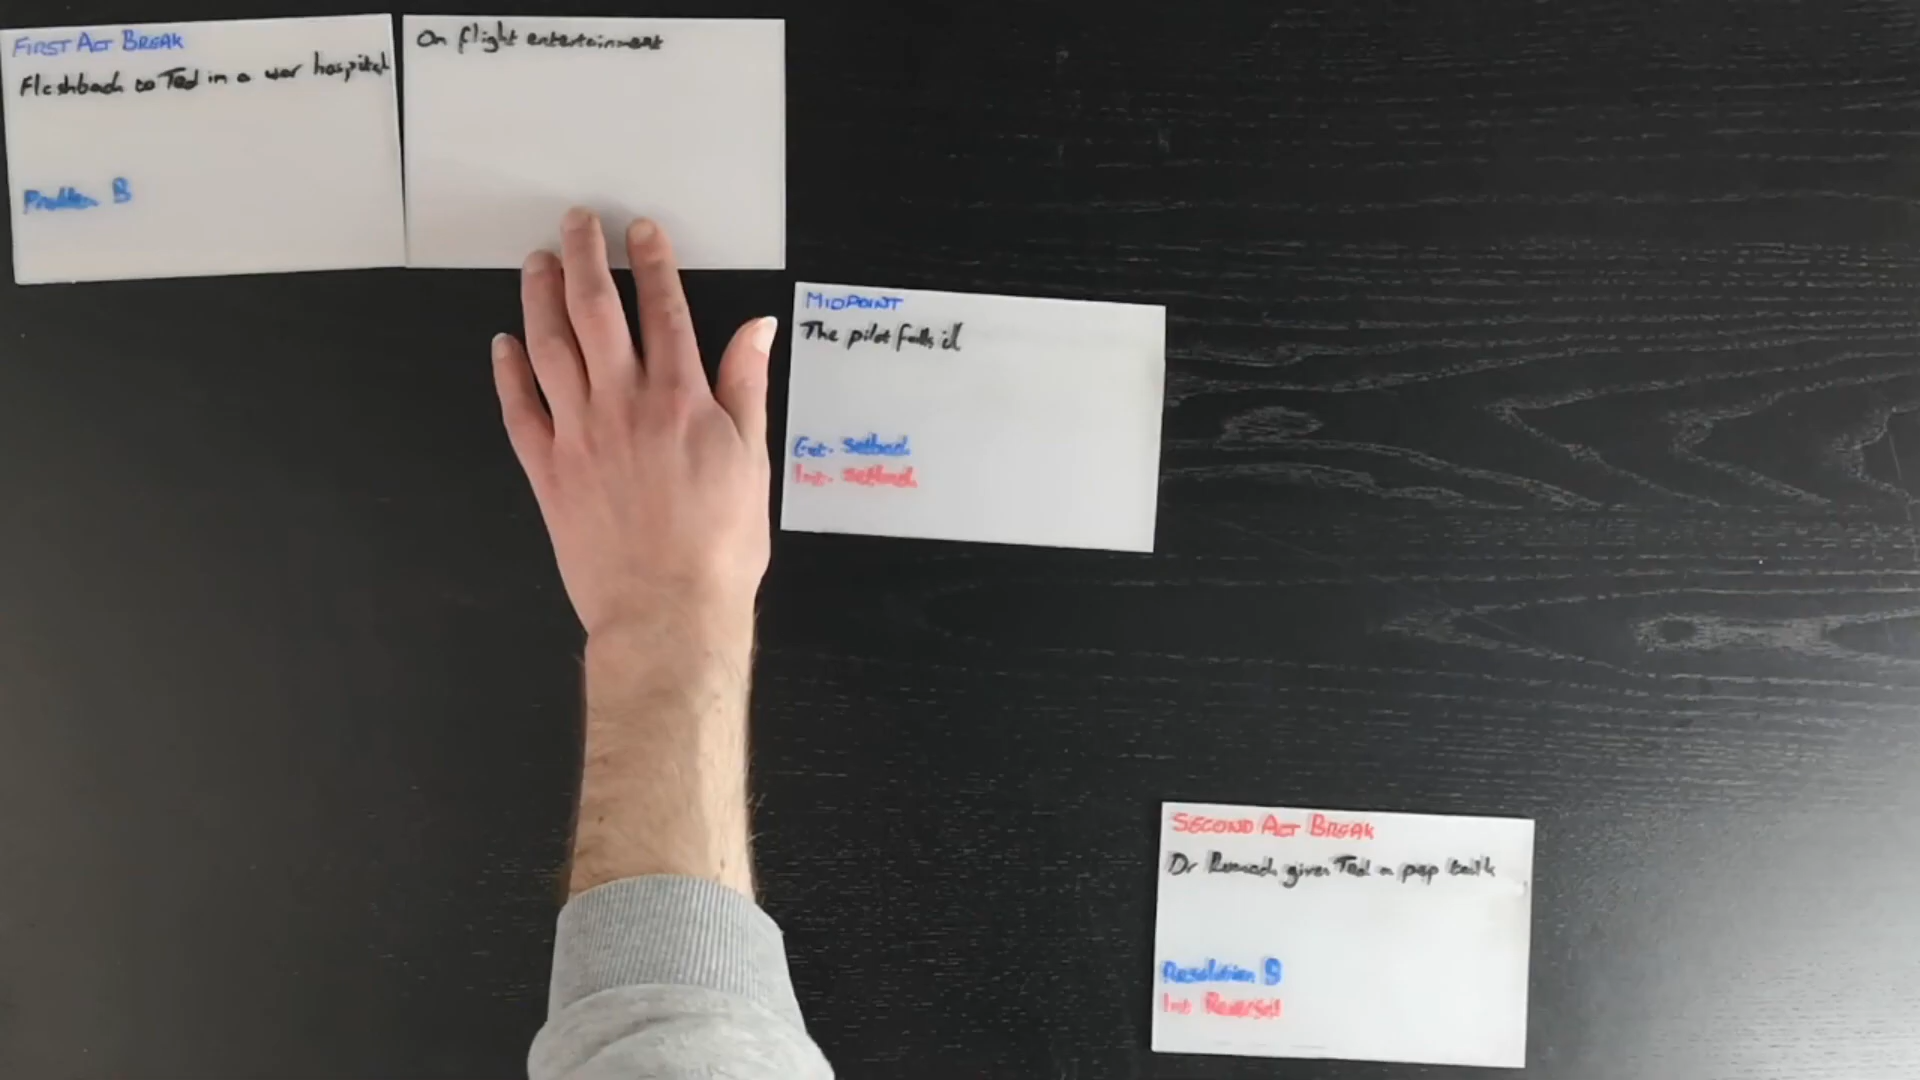 FIRST ACT BREAK
Flashback to Ted in a war hospital
Problem B
On flight entertainment
MIDPOINT
The pilot falls ill
Ext. setback
Int. setback
SECOND ACT BREAK
Dr Rumack gives Ted a pep talk
Resolution B
Int Reversal